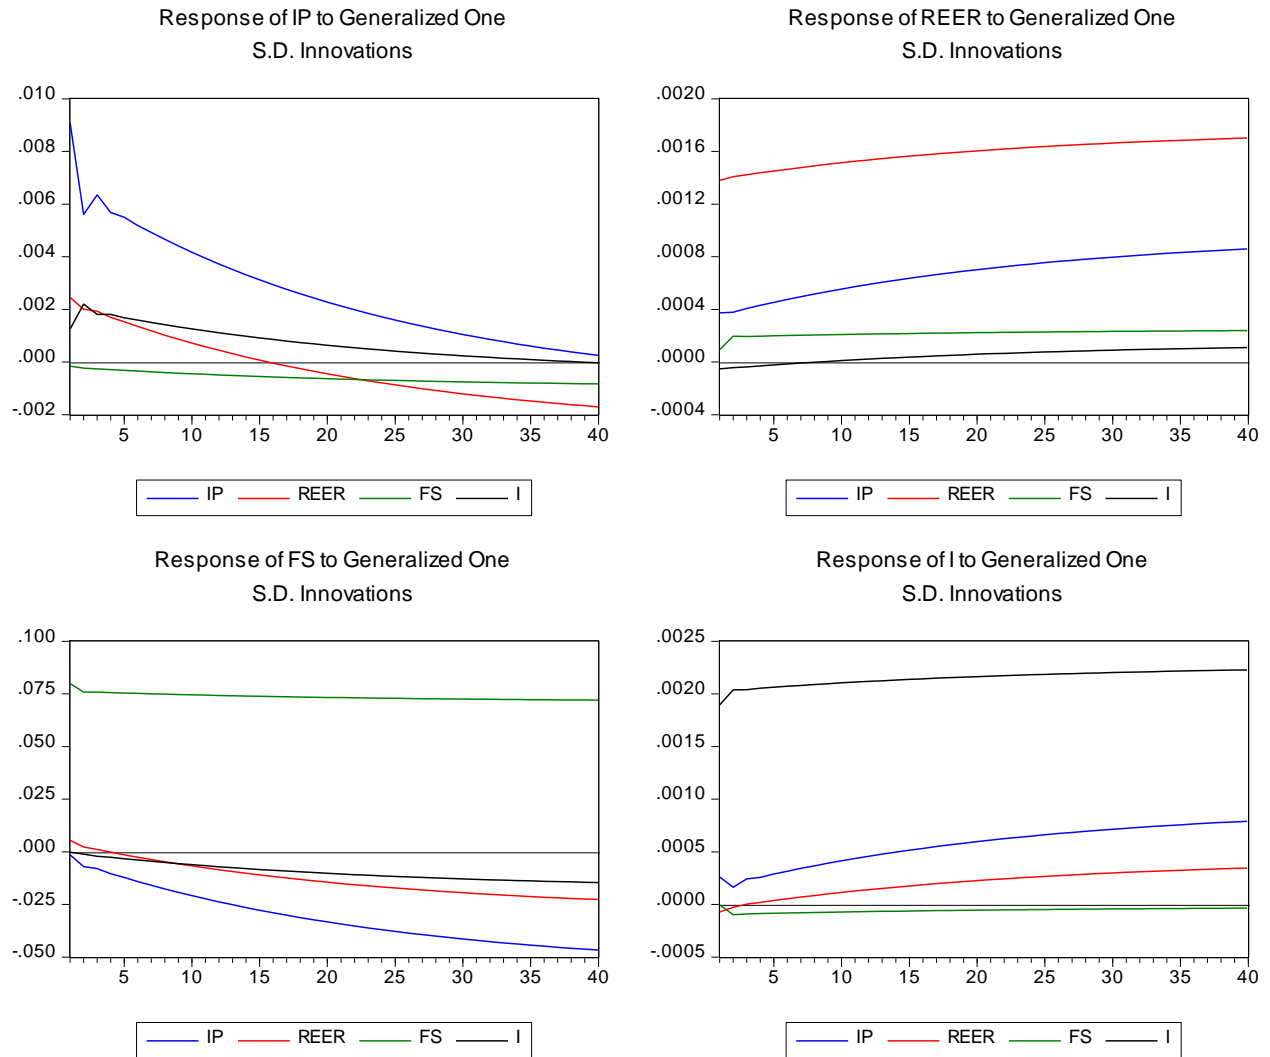 Response of IP to Generalized One
S.D. Innovations
.010
.008
.006
.004
.002
.000
-.002
5 10 15 20 25 30 35 40
IP REER FS I
Response of REER to Generalized One
S.D. Innovations
.0020
.0016
.0012
.0008
.0004
.0000
-.0004
5 10 15 20 25 30 35 40
IP REER FS I
Response of FS to Generalized One
S.D. Innovations
.100
.075
.050
.025
.000
-.025
-.050
5 10 15 20 25 30 35 40
IP REER FS I
Response of I to Generalized One
S.D. Innovations
.0025
.0020
.0015
.0010
.0005
.0000
-.0005
5 10 15 20 25 30 35 40
IP REER FS I